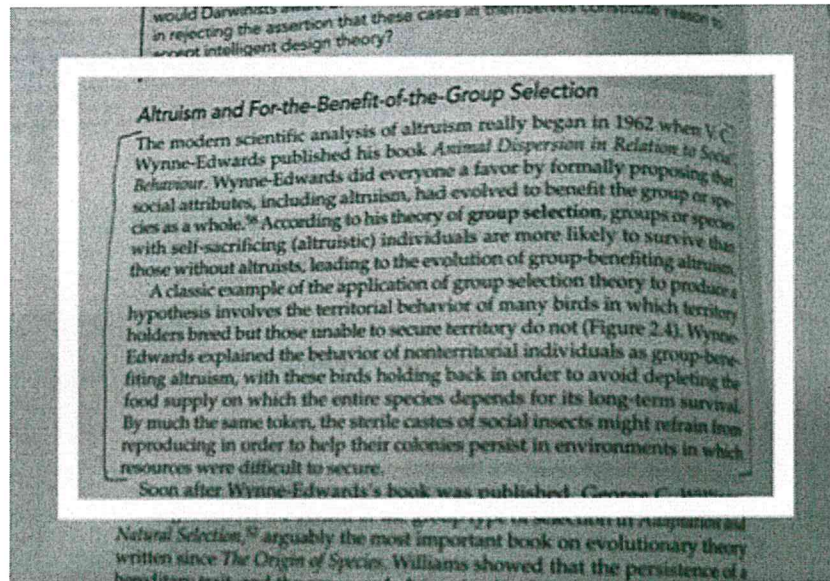 would Darwinists
in rejecting the assertion that these cases in themselves constitute reason to
accept intelligent design theory?
Altruism and For-the-Benefit-of-the-Group Selection
The modern scientific analysis of altruism really began in 1962 when V. C.
Wynne-Edwards published his book Animal Dispersion in Relation to Social
Behaviour. Wynne-Edwards did everyone a favor by formally proposing that
social attributes, including altruism, had evolved to benefit the group or spe-
cies as a whole. According to his theory of group selection, groups or species
with self-sacrificing (altruistic) individuals are more likely to survive than
those without altruists, leading to the evolution of group-benefiting altruism.
A classic example of the application of group selection theory to produce a
hypothesis involves the territorial behavior of many birds in which territory
holders breed but those unable to secure territory do not (Figure 2.4). Wynne-
Edwards explained the behavior of nonterritorial individuals as group-bene-
fiting altruism, with these birds holding back in order to avoid depleting the
food supply on which the entire species depends for its long-term survival.
By much the same token, the sterile castes of social insects might refrain from
reproducing in order to help their colonies persist in environments in which
resources were difficult to secure.
Soon after Wynne-Edwards's book was published, George C.
group type of selection in Adaptation and
Natural Selection, arguably the most important book on evolutionary theory
written since The Origin of Species. Williams showed that the persistence of a